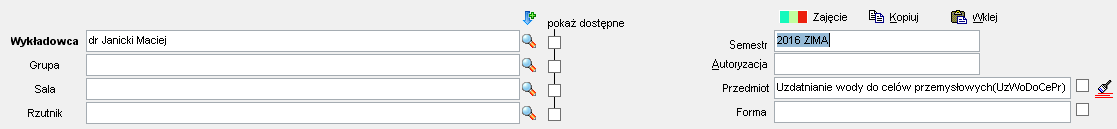 pokaż dostępne
Wykładowca dr Janicki Maciej
Grupa
Sala
Rzutnik
Zajęcie Kopiuj Wklej
Semestr 2016 ZIMA
Autoryzacja
Przedmiot Uzdatnianie wody do celów przemysłowych(UzWoDoCePr)
Forma